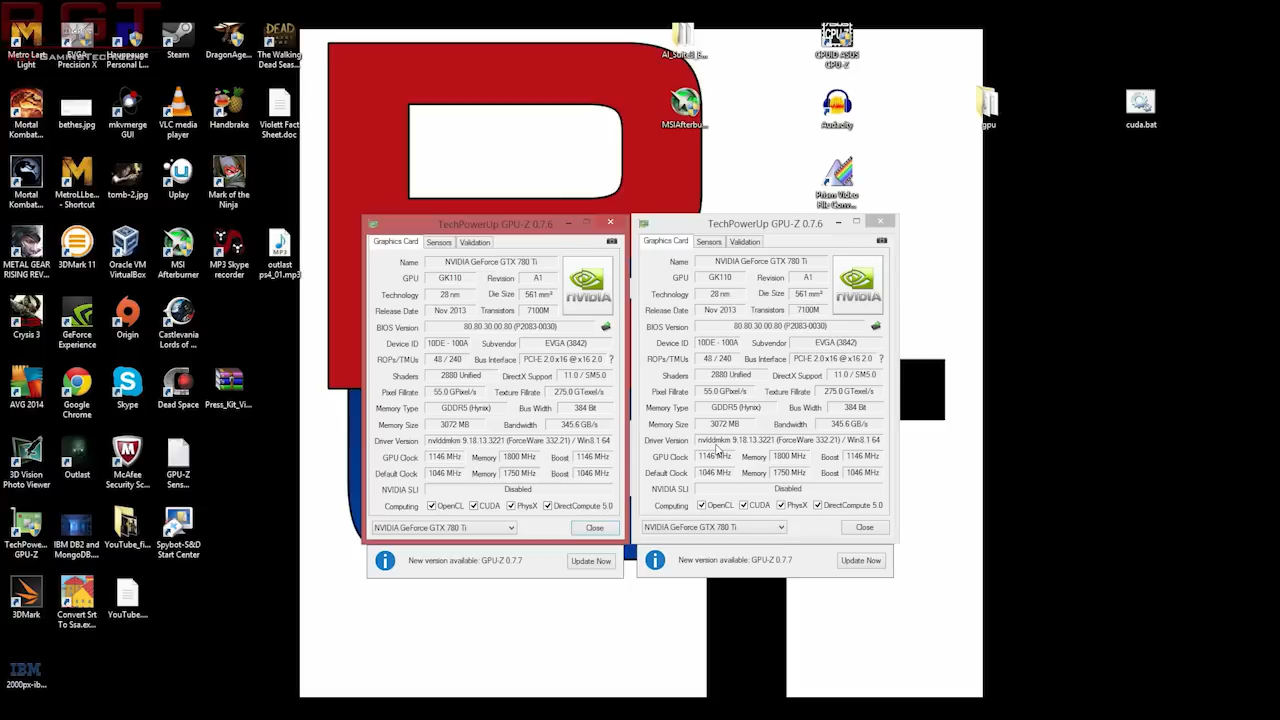 RGT
GAMINGTECH
Metro Last
Light
EVGA
Precision X
Hauppauge
Personal L...
Steam
DragonAge...
The Walking
Dead Seas...
AI_Suite3_B...
CPUID ASUS
CPU-Z
Mortal
Kombat...
bethes.jpg
mkvmerge
GUI
VLC media
player
Handbrake
Violett Fact
Sheet.doc
MSIAfterbu...
Audacity
gpu
cuda.bat
Mortal
Kombat...
MetroLLbe...
- Shortcut
tomb-2.jpg
Uplay
Mark of the
Ninja
Prism Video
File Conv...
METAL GEAR
RISING REV...
3DMark 11
Oracle VM
VirtualBox
MSI
Afterburner
MP3 Skype
recorder
outlast
ps4_01.mp3
Crysis 3
GeForce
Experience
Origin
Castlevania
Lords of ...
AVG 2014
Google
Chrome
Skype
Dead Space
Press_Kit_Vi...
3D Vision
Photo Viewer
Outlast
McAfee
Security Sc...
GPU-Z
Sens...
TechPowe...
GPU-Z
IBM DB2 and
MongoDB...
YouTube_fi...
Spybot-S&D
Start Center
3DMark
Convert Srt
To Ssa.ex...
YouTube....
IBM
2000px-ib...
TechPowerUp GPU-Z 0.7.6
Graphics Card Sensors Validation
Name NVIDIA GeForce GTX 780 Ti
GPU GK110 Revision A1
Technology 28 nm Die Size 561 mm²
Release Date Nov 2013 Transistors 7100M
BIOS Version 80.80.30.00.80 (P2083-0030)
Device ID 10DE - 100A Subvendor EVGA (3842)
ROPs/TMUs 48 / 240 Bus Interface PCI-E 2.0 x16 @ x16 2.0 ?
Shaders 2880 Unified DirectX Support 11.0 / SM5.0
Pixel Fillrate 55.0 GPixel/s Texture Fillrate 275.0 GTexel/s
Memory Type GDDR5 (Hynix) Bus Width 384 Bit
Memory Size 3072 MB Bandwidth 345.6 GB/s
Driver Version nvlddmkm 9.18.13.3221 (ForceWare 332.21) / Win8.1 64
GPU Clock 1146 MHz Memory 1800 MHz Boost 1146 MHz
Default Clock 1046 MHz Memory 1750 MHz Boost 1046 MHz
NVIDIA SLI Disabled
Computing OpenCL CUDA PhysX DirectCompute 5.0
NVIDIA GeForce GTX 780 Ti Close
New version available: GPU-Z 0.7.7 Update Now
NVIDIA
TechPowerUp GPU-Z 0.7.6
Graphics Card Sensors Validation
Name NVIDIA GeForce GTX 780 Ti
GPU GK110 Revision A1
Technology 28 nm Die Size 561 mm²
Release Date Nov 2013 Transistors 7100M
BIOS Version 80.80.30.00.80 (P2083-0030)
Device ID 10DE - 100A Subvendor EVGA (3842)
ROPs/TMUs 48 / 240 Bus Interface PCI-E 2.0 x16 @ x16 2.0 ?
Shaders 2880 Unified DirectX Support 11.0 / SM5.0
Pixel Fillrate 55.0 GPixel/s Texture Fillrate 275.0 GTexel/s
Memory Type GDDR5 (Hynix) Bus Width 384 Bit
Memory Size 3072 MB Bandwidth 345.6 GB/s
Driver Version nvlddmkm 9.18.13.3221 (ForceWare 332.21) / Win8.1 64
GPU Clock 1146 MHz Memory 1800 MHz Boost 1146 MHz
Default Clock 1046 MHz Memory 1750 MHz Boost 1046 MHz
NVIDIA SLI Disabled
Computing OpenCL CUDA PhysX DirectCompute 5.0
NVIDIA GeForce GTX 780 Ti Close
New version available: GPU-Z 0.7.7 Update Now
NVIDIA